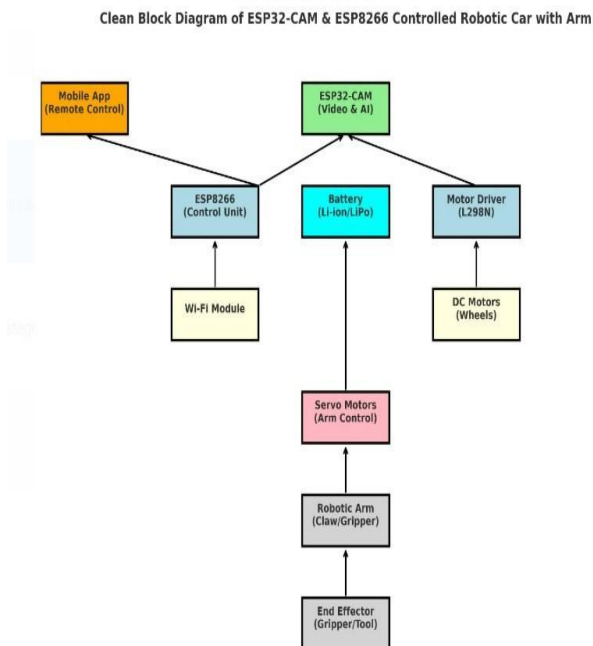 Clean Block Diagram of ESP32-CAM & ESP8266 Controlled Robotic Car with Arm
Mobile App
(Remote Control)
ESP32-CAM
(Video & AI)
ESP8266
(Control Unit)
Battery
(Li-ion/LiPo)
Motor Driver
(L298N)
Wi-Fi Module
DC Motors
(Wheels)
Servo Motors
(Arm Control)
Robotic Arm
(Claw/Gripper)
End Effector
(Gripper/Tool)